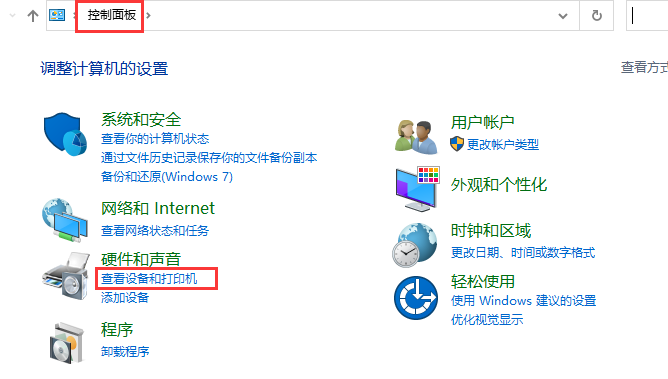 控制面板
调整计算机的设置
查看方式
系统和安全
查看你的计算机状态
通过文件历史记录保存你的文件备份副本
备份和还原(Windows 7)
网络和 Internet
查看网络状态和任务
硬件和声音
查看设备和打印机
添加设备
程序
卸载程序
用户帐户
更改帐户类型
外观和个性化
时钟和区域
更改日期、时间或数字格式
轻松使用
使用 Windows 建议的设置
优化视觉显示